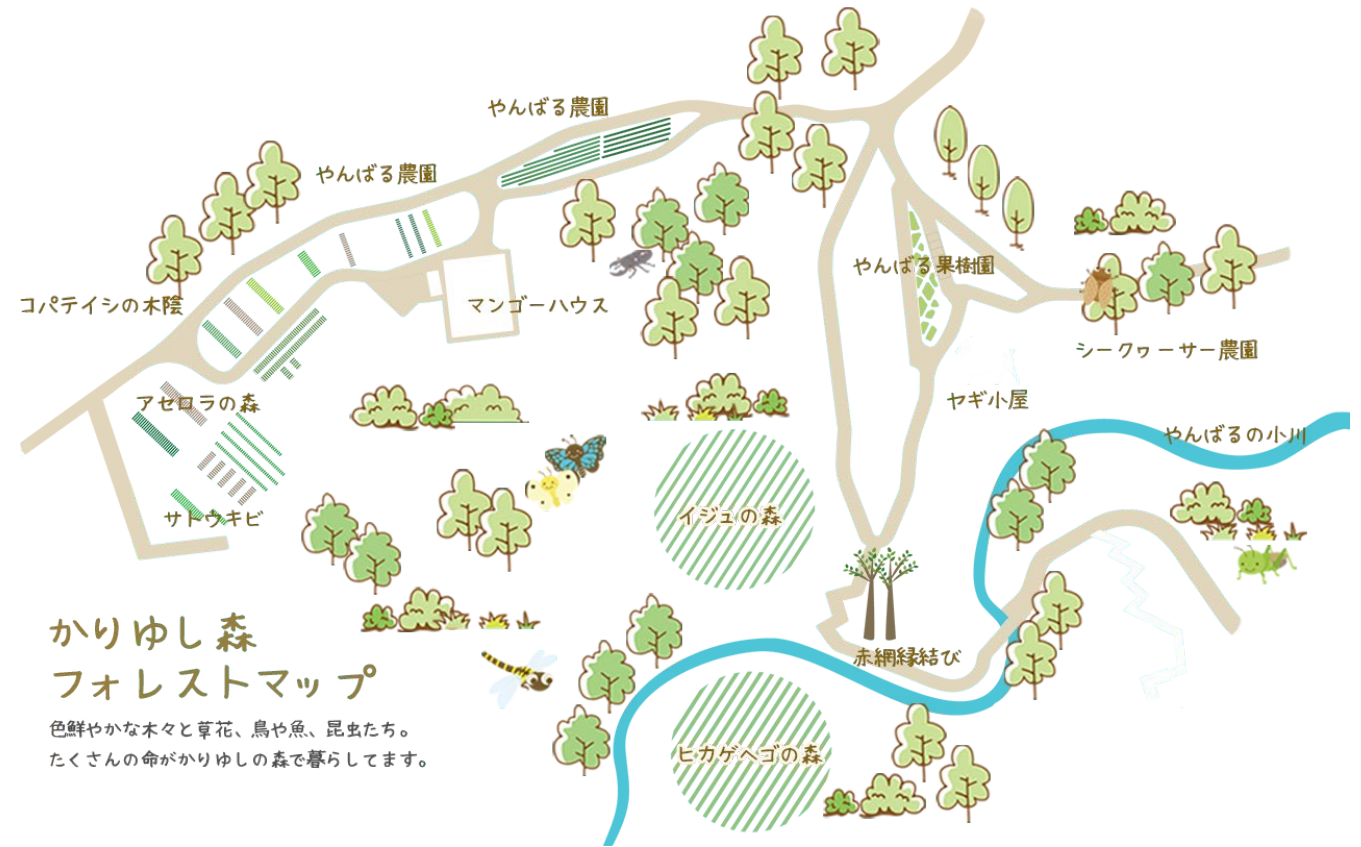 やんばる農園
やんばる農園
やんばる果樹園
コパテイシの木陰
マンゴーハウス
シークヮーサー農園
アセロラの森
ヤギ小屋
やんばるの小川
サトウキビ
イジュの森
かりゆし森
フォレストマップ
赤網縁結び
色鮮やかな木々と草花、鳥や魚、昆虫たち。
たくさんの命がかりゆしの森で暮らしてます。
ヒカゲヘゴの森